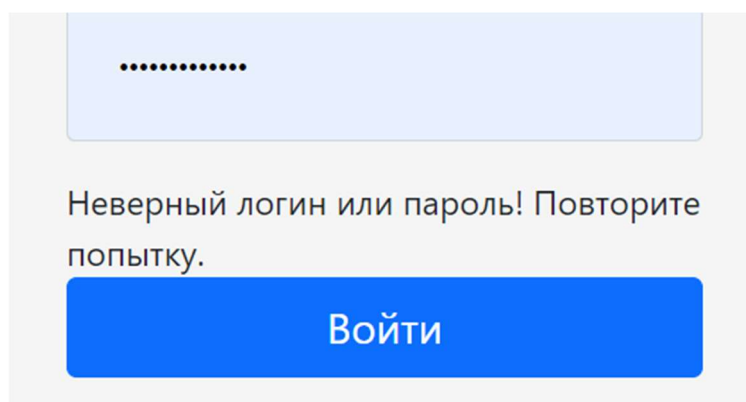 •••••••••••••
Неверный логин или пароль! Повторите
попытку.
Войти